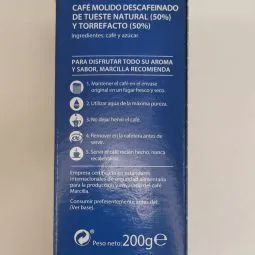 CAFÉ MOLIDO DESCAFEINADO
DE TUESTE NATURAL (50%)
Y TORREFACTO (50%)
Ingredientes: café y azúcar.
PARA DISFRUTAR TODO SU AROMA
Y SABOR, MARCILLA RECOMIENDA
1. Mantener el café en el envase
original en un lugar fresco y seco.
2. Utilizar agua de la máxima pureza.
3. No dejar hervir el café.
4. Remover en la cafetera antes de
servir.
5. Servir el café recién hecho, nunca
recalentarlo.
Empresa certificada en estándares
internacionales de seguridad alimentaria
para la producción y envasado del café
Marcilla.
Consumir preferentemente antes del:
(Ver base).
Peso neto: 200g e